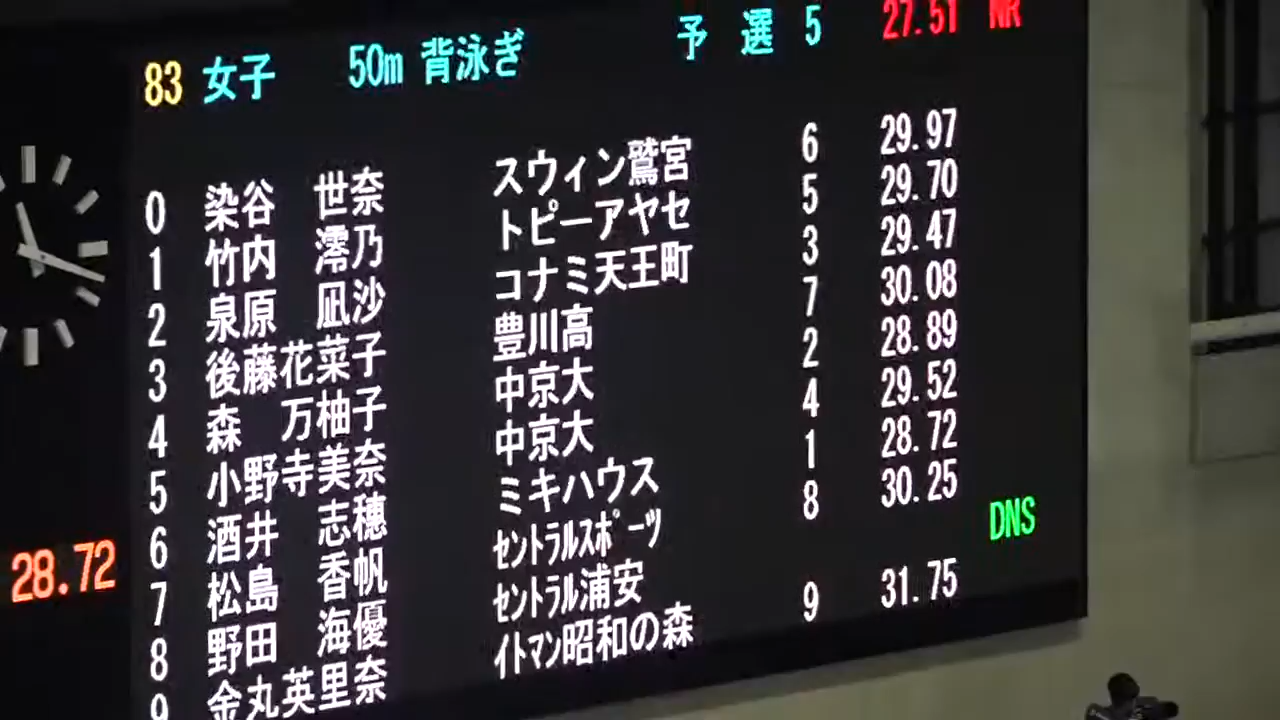 83 女子 50m 背泳ぎ 予 選 5 27.51 NR
0 染谷 世奈 スウィン鷲宮 6 29.97
1 竹内 澪乃 トピーアヤセ 5 29.70
2 泉原 凪沙 コナミ天王町 3 29.47
3 後藤花菜子 豊川高 7 30.08
4 森 万柚子 中京大 2 28.89
5 小野寺美奈 中京大 4 29.52
6 酒井 志穂 ミキハウス 1 28.72
7 松島 香帆 ｾﾝﾄﾗﾙｽﾎﾟｰﾂ 8 30.25
8 野田 海優 ｾﾝﾄﾗﾙ浦安 DNS
9 金丸英里奈 ｲﾄﾏﾝ昭和の森 9 31.75
28.72